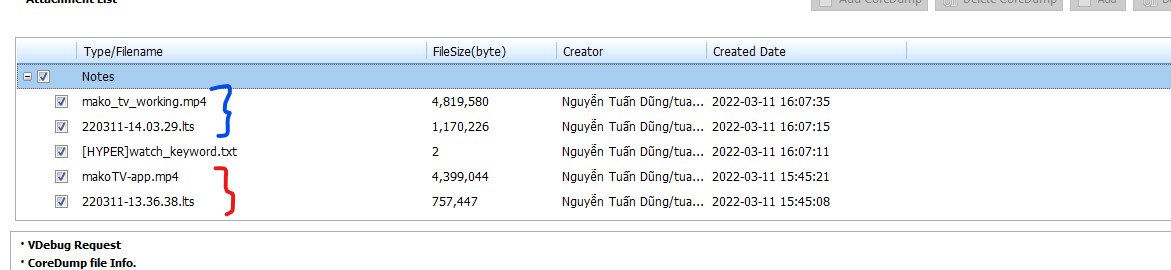 Attachment List
Add CoreDump Delete CoreDump Add
Type/Filename FileSize(byte) Creator Created Date
Notes
mako_tv_working.mp4 4,819,580 Nguyễn Tuấn Dũng/tua... 2022-03-11 16:07:35
220311-14.03.29.lts 1,170,226 Nguyễn Tuấn Dũng/tua... 2022-03-11 16:07:15
[HYPER]watch_keyword.txt 2 Nguyễn Tuấn Dũng/tua... 2022-03-11 16:07:11
makoTV-app.mp4 4,399,044 Nguyễn Tuấn Dũng/tua... 2022-03-11 15:45:21
220311-13.36.38.lts 757,447 Nguyễn Tuấn Dũng/tua... 2022-03-11 15:45:08
· VDebug Request
· CoreDump file Info.